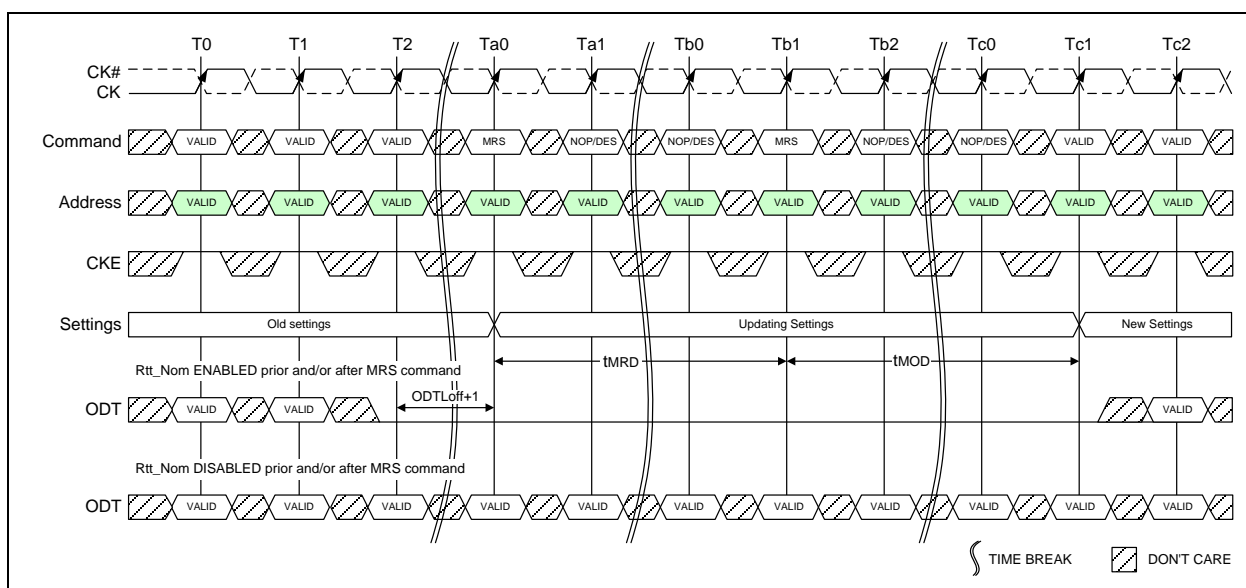 T0 T1 T2 Ta0 Ta1 Tb0 Tb1 Tb2 Tc0 Tc1 Tc2
CK#
CK
Command VALID VALID VALID MRS NOP/DES NOP/DES MRS NOP/DES NOP/DES VALID VALID
Address VALID VALID VALID VALID VALID VALID VALID VALID VALID VALID VALID
CKE
Settings Old settings Updating Settings New Settings
tMRD tMOD
Rtt_Nom ENABLED prior and/or after MRS command
ODTLoff+1
ODT VALID VALID VALID
Rtt_Nom DISABLED prior and/or after MRS command
ODT VALID VALID VALID VALID VALID VALID VALID VALID VALID VALID VALID
TIME BREAK DON'T CARE